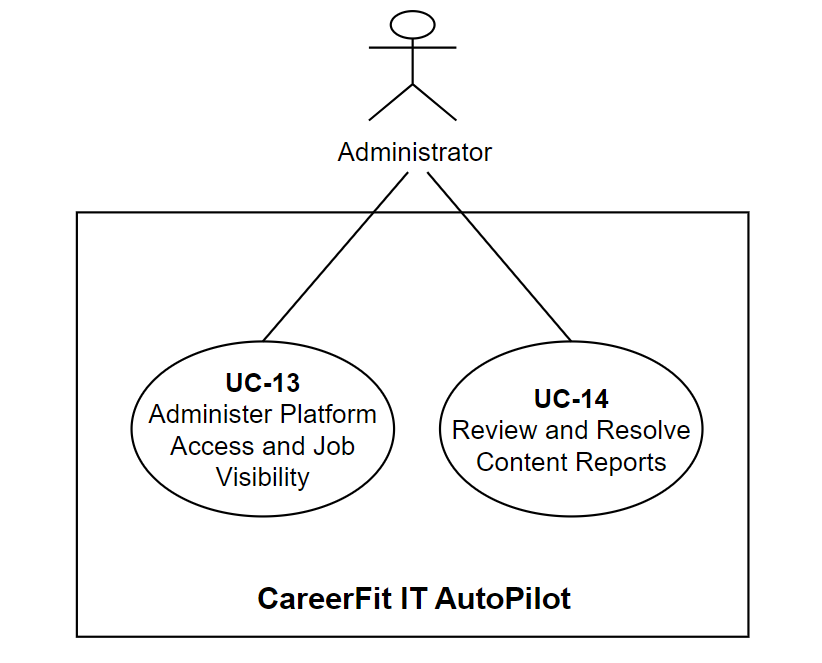 Administrator
UC-13
Administer Platform
Access and Job
Visibility
UC-14
Review and Resolve
Content Reports
CareerFit IT AutoPilot